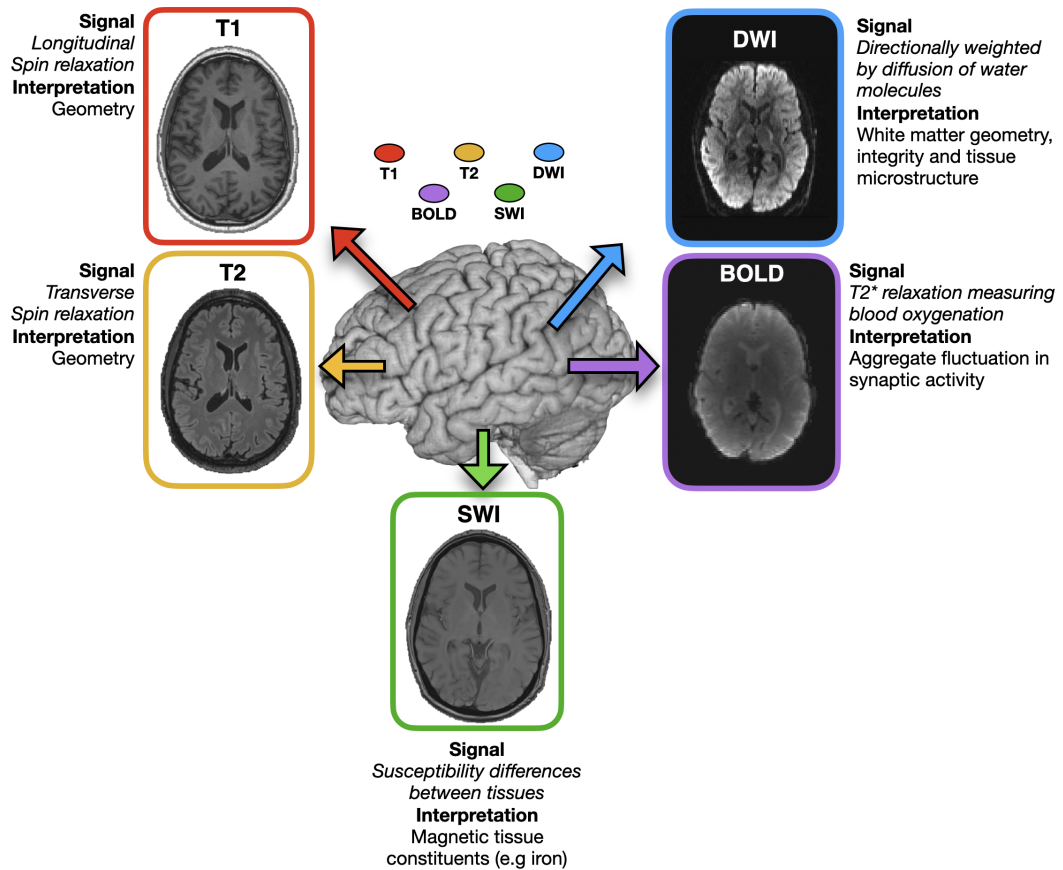 Signal
Longitudinal
Spin relaxation
Interpretation
Geometry
T1
Signal
Transverse
Spin relaxation
Interpretation
Geometry
T2
T1
T2
DWI
BOLD
SWI
DWI
Signal
Directionally weighted
by diffusion of water
molecules
Interpretation
White matter geometry,
integrity and tissue
microstructure
BOLD
Signal
T2* relaxation measuring
blood oxygenation
Interpretation
Aggregate fluctuation in
synaptic activity
SWI
Signal
Susceptibility differences
between tissues
Interpretation
Magnetic tissue
constituents (e.g iron)